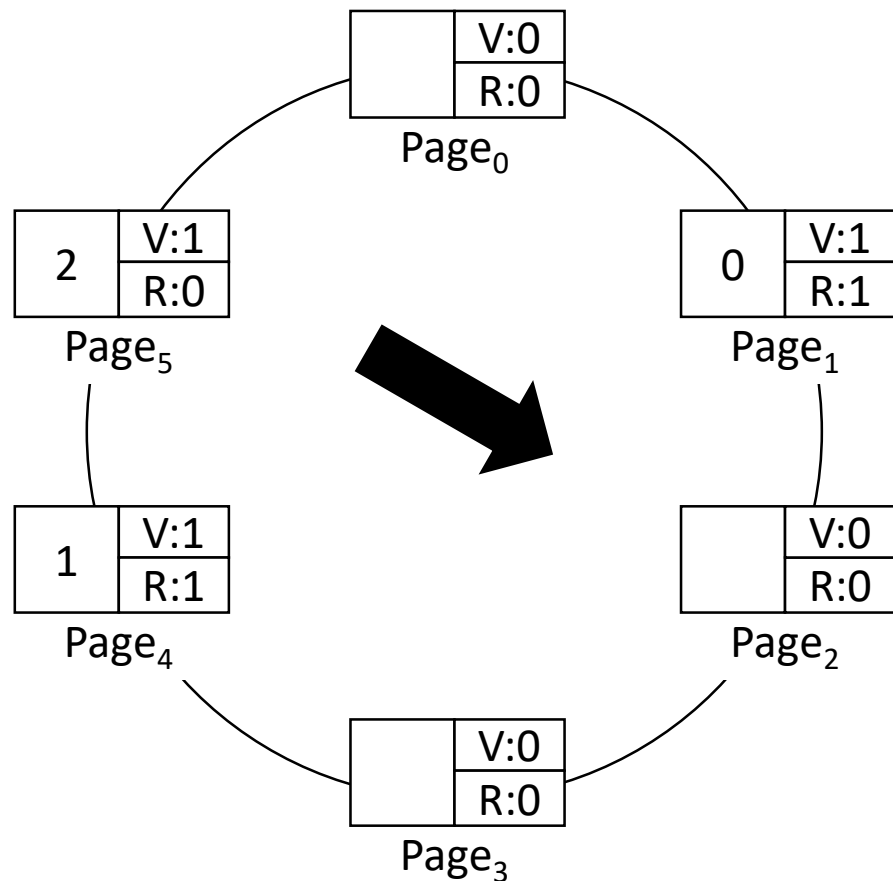 V:0
R:0
Page₀
2
V:1
R:0
Page₅
0
V:1
R:1
Page₁
1
V:1
R:1
Page₄
V:0
R:0
Page₂
V:0
R:0
Page₃